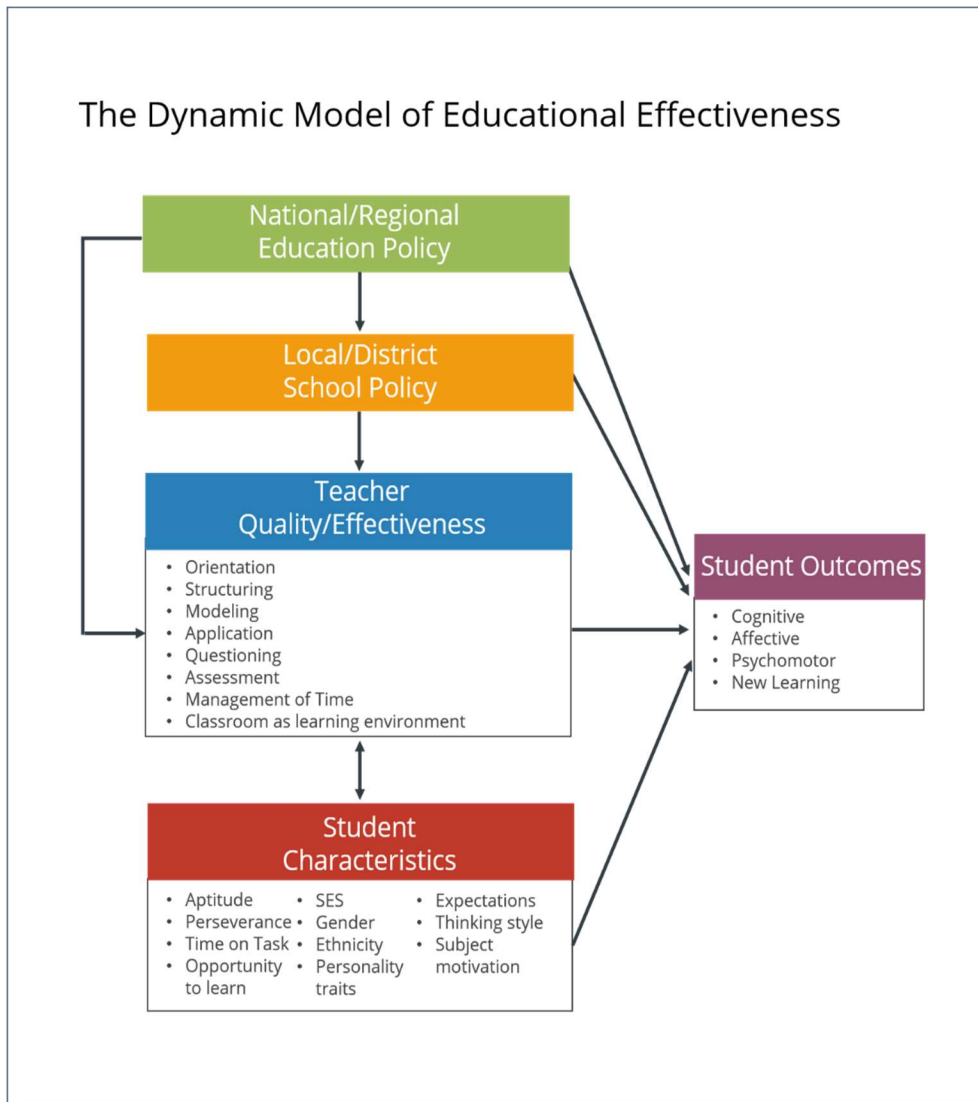 The Dynamic Model of Educational Effectiveness
National/Regional
Education Policy
Local/District
School Policy
Teacher
Quality/Effectiveness
• Orientation
• Structuring
• Modeling
• Application
• Questioning
• Assessment
• Management of Time
• Classroom as learning environment
Student Outcomes
• Cognitive
• Affective
• Psychomotor
• New Learning
Student
Characteristics
• Aptitude
• Perseverance
• Time on Task
• Opportunity
to learn
• SES
• Gender
• Ethnicity
• Personality
traits
• Expectations
• Thinking style
• Subject
motivation